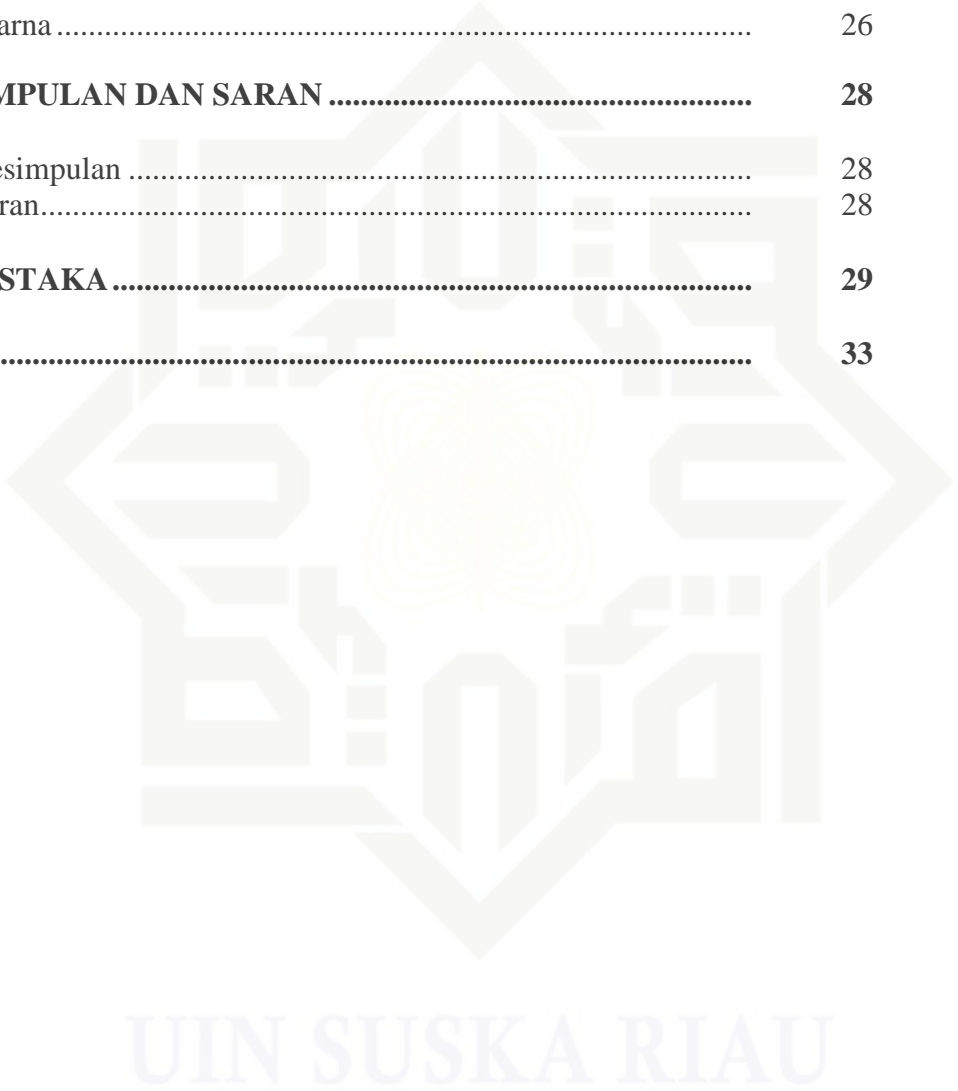 arna ........................................................................................ 26
MPULAN DAN SARAN ..................................................... 28
esimpulan .............................................................................. 28
ran......................................................................................... 28
STAKA ................................................................................ 29
.............................................................................................. 33
UIN SUSKA RIAU